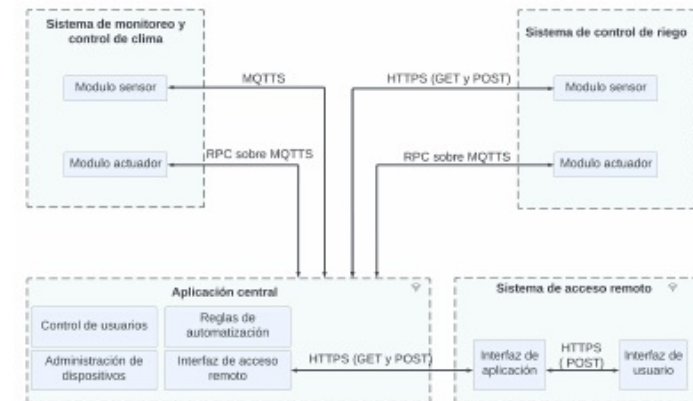 Sistema de monitoreo y
control de clima
Modulo sensor
Modulo actuador
MQTTS
RPC sobre MQTTS
HTTPS (GET y POST)
RPC sobre MQTTS
Sistema de control de riego
Modulo sensor
Modulo actuador
Aplicación central
Control de usuarios
Reglas de
automatización
Administración de
dispositivos
Interfaz de acceso
remoto
HTTPS (GET y POST)
Sistema de acceso remoto
Interfaz de
aplicación
HTTPS
( POST)
Interfaz de
usuario